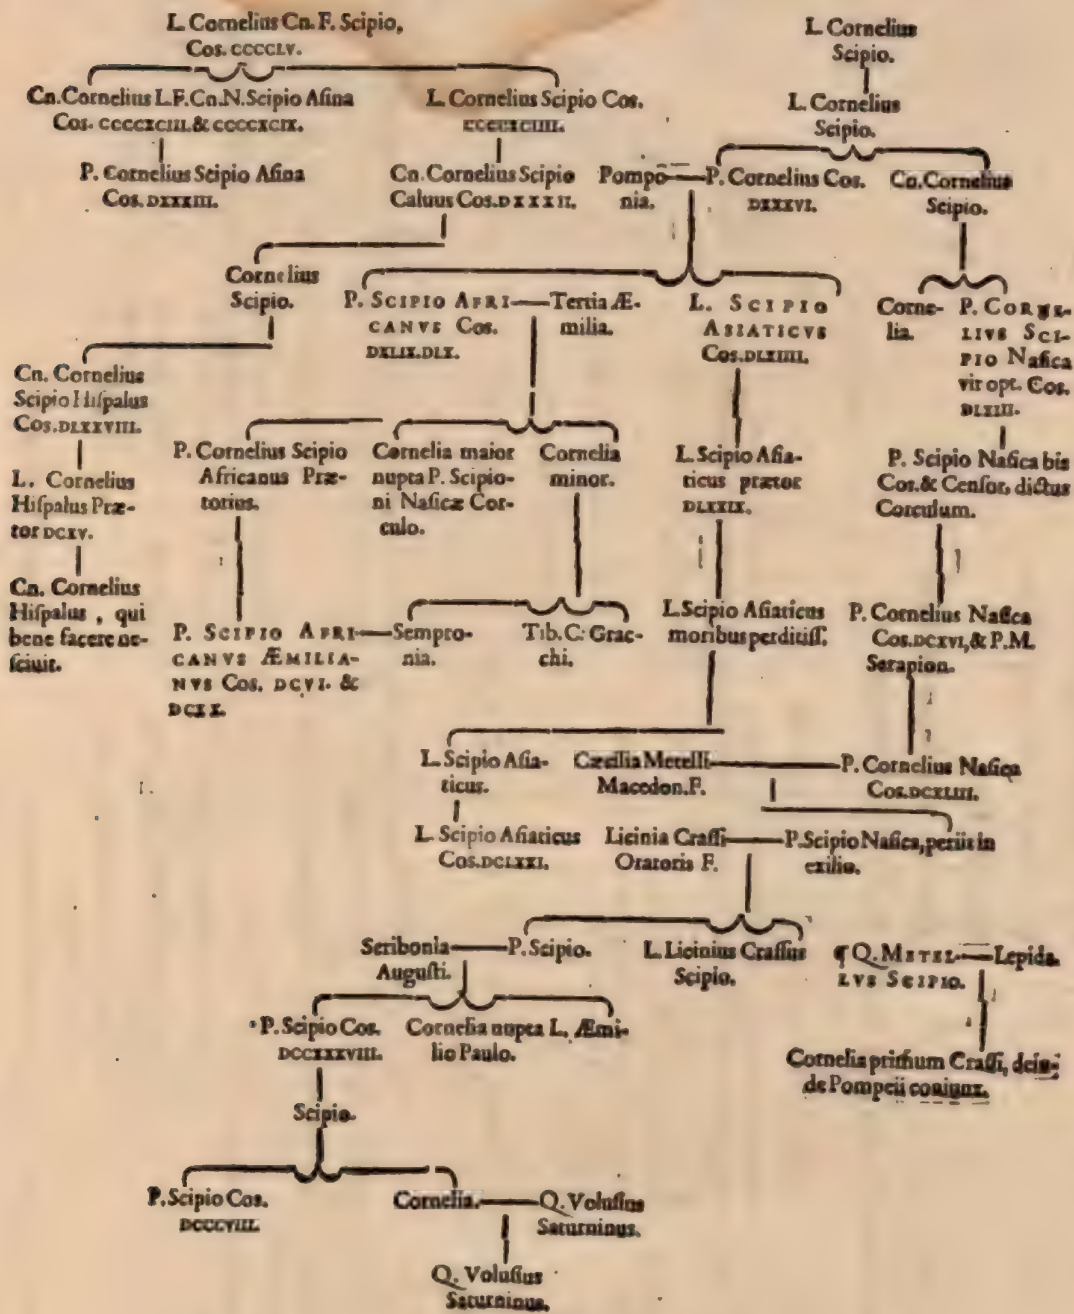 L. Cornelius Cn. F. Scipio,
Cos. CCCCLV.
L. Cornelius
Scipio.
Cn. Cornelius L.F. Cn. N. Scipio Aſina
Cos. CCCCXCIII. & CCCCXCIX.
L. Cornelius Scipio Cos.
CCCCXCIIII.
L. Cornelius
Scipio.
P. Cornelius Scipio Aſina
Cos. DXXXIII.
Cn. Cornelius Scipio
Caluus Cos. DXXXII.
Pompo-
nia.
P. Cornelius Cos.
DXXXVI.
Cn. Cornelius
Scipio.
Cornelius
Scipio.
P. SCIPIO AFRI-
CANVS Cos.
DXLIX. DLX.
Tertia Æ-
milia.
L. SCIPIO
ASIATICVS
Cos. DLXIIII.
Corne-
lia.
P. CORNE-
LIVS SCI-
PIO Naſica
vir opt. Cos.
DLXIII.
Cn. Cornelius
Scipio Hiſpalus
Cos. DLXXVIII.
P. Cornelius Scipio
Africanus Præ-
torius.
Cornelia maior
nupta P. Scipio-
ni Naſicæ Cor-
culo.
Cornelia
minor.
L. Scipio Aſia-
ticus prætor
DLXXIX.
P. Scipio Naſica bis
Cos. & Cenſor, dictus
Corculum.
L. Cornelius
Hiſpalus Præ-
tor DCXV.
Cn. Cornelius
Hiſpalus, qui
bene facere ne-
ſciuit.
P. SCIPIO AFRI-
CANVS ÆMILIA-
NVS Cos. DCVI. &
DCXX.
Sempro-
nia.
Tib. C. Grac-
chi.
L. Scipio Aſiaticus
moribus perditiſſ.
P. Cornelius Naſica
Cos. DCXVI, & P.M.
Serapion.
L. Scipio Aſia-
ticus.
Cæcilia Metelli
Macedon. F.
P. Cornelius Naſica
Cos. DCXLIII.
L. Scipio Aſiaticus
Cos. DCLXXI.
Licinia Craſſi
Oratoris F.
P. Scipio Naſica, periit in
exilio.
Scribonia
Auguſti.
P. Scipio.
L. Licinius Craſſus
Scipio.
¶ Q. METEL-
LVS SCIPIO.
Lepida.
P. Scipio Cos.
DCCXXXVIII.
Cornelia nupta L. Æmi-
lio Paulo.
Cornelia primum Craſſi, dein-
de Pompeii coniunx.
Scipio.
P. Scipio Cos.
DCCCVIII.
Cornelia.
Q. Voluſius
Saturninus.
Q. Voluſius
Saturninus.